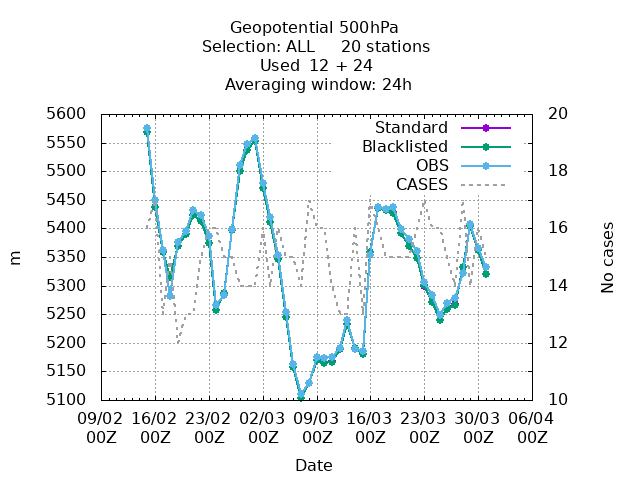 Geopotential 500hPa
Selection: ALL 20 stations
Used 12 + 24
Averaging window: 24h
5600
5550
5500
5450
5400
5350
5300
5250
5200
5150
5100
m
20
18
16
14
12
10
No cases
Standard
Blacklisted
OBS
CASES
09/02 16/02 23/02 02/03 09/03 16/03 23/03 30/03 06/04
00Z 00Z 00Z 00Z 00Z 00Z 00Z 00Z 00Z
Date